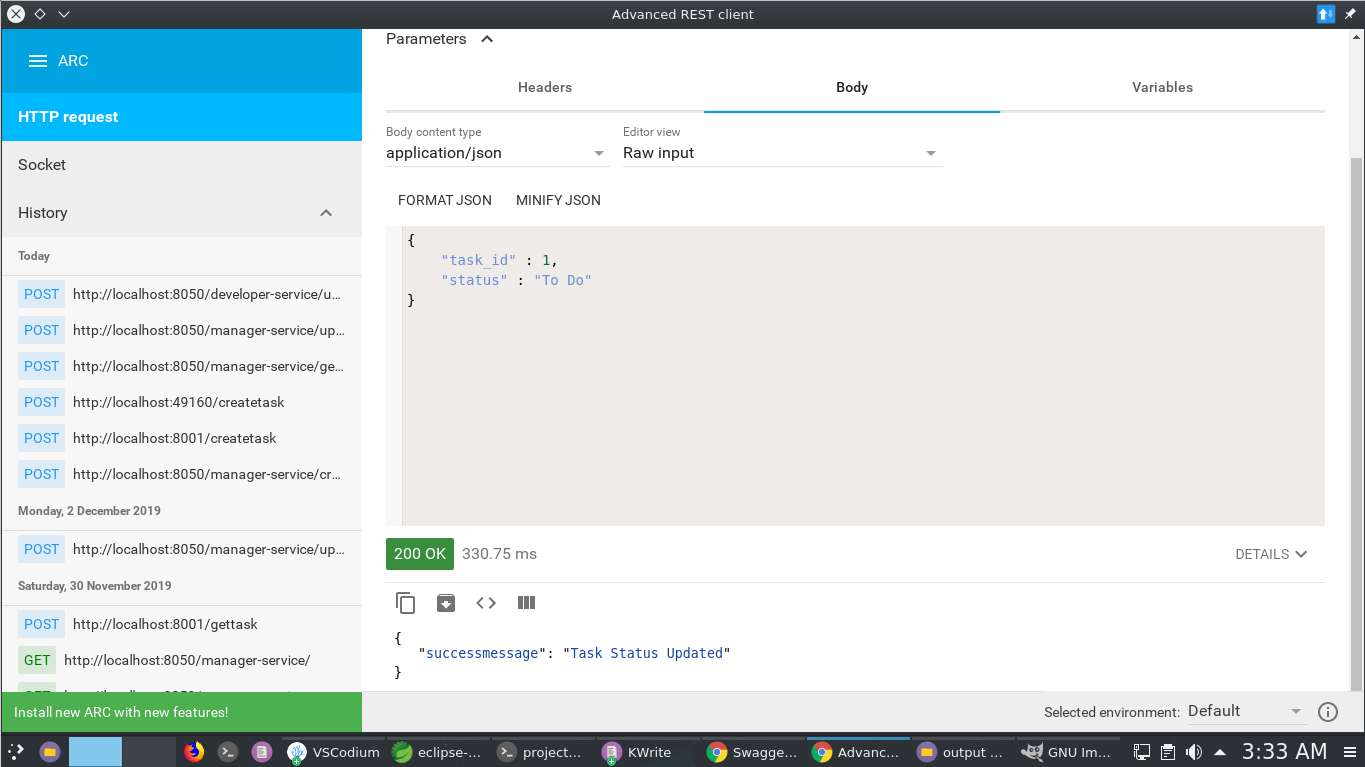 Advanced REST client
ARC
HTTP request
Socket
History
Today
POST http://localhost:8050/developer-service/u...
POST http://localhost:8050/manager-service/up...
POST http://localhost:8050/manager-service/ge...
POST http://localhost:49160/createtask
POST http://localhost:8001/createtask
POST http://localhost:8050/manager-service/cr...
Monday, 2 December 2019
POST http://localhost:8050/manager-service/up...
Saturday, 30 November 2019
POST http://localhost:8001/gettask
GET http://localhost:8050/manager-service/
Install new ARC with new features!
Parameters
Headers Body Variables
Body content type Editor view
application/json Raw input
FORMAT JSON MINIFY JSON
{
"task_id" : 1,
"status" : "To Do"
}
200 OK 330.75 ms DETAILS
{
"successmessage": "Task Status Updated"
}
Selected environment: Default
VSCodium eclipse-... project... KWrite Swagge... Advanc... output ... GNU Im... 3:33 AM